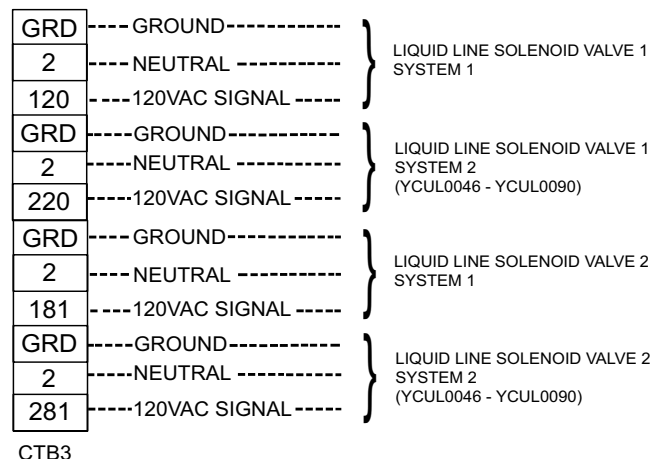 GRD GROUND
2 NEUTRAL
120 120VAC SIGNAL
LIQUID LINE SOLENOID VALVE 1
SYSTEM 1
GRD GROUND
2 NEUTRAL
220 120VAC SIGNAL
LIQUID LINE SOLENOID VALVE 1
SYSTEM 2
(YCUL0046 - YCUL0090)
GRD GROUND
2 NEUTRAL
181 120VAC SIGNAL
LIQUID LINE SOLENOID VALVE 2
SYSTEM 1
GRD GROUND
2 NEUTRAL
281 120VAC SIGNAL
LIQUID LINE SOLENOID VALVE 2
SYSTEM 2
(YCUL0046 - YCUL0090)
CTB3